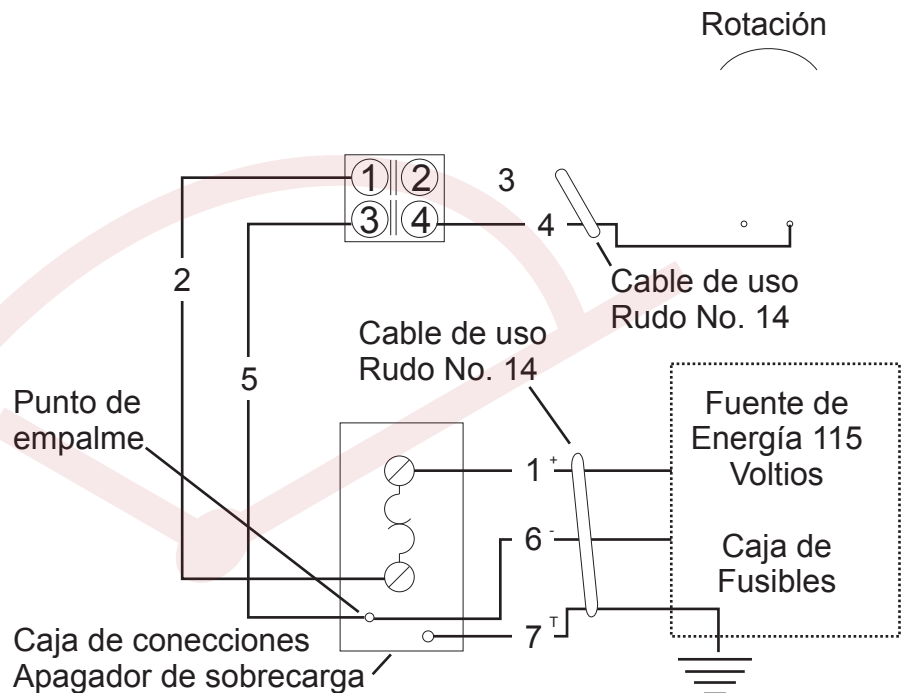 Rotación
1 2
3
3 4
4
2
Cable de uso
Rudo No. 14
Cable de uso
Rudo No. 14
5
Punto de
empalme
Fuente de
Energía 115
Voltios
1 +
6 -
Caja de
Fusibles
7 T
Caja de conecciones
Apagador de sobrecarga